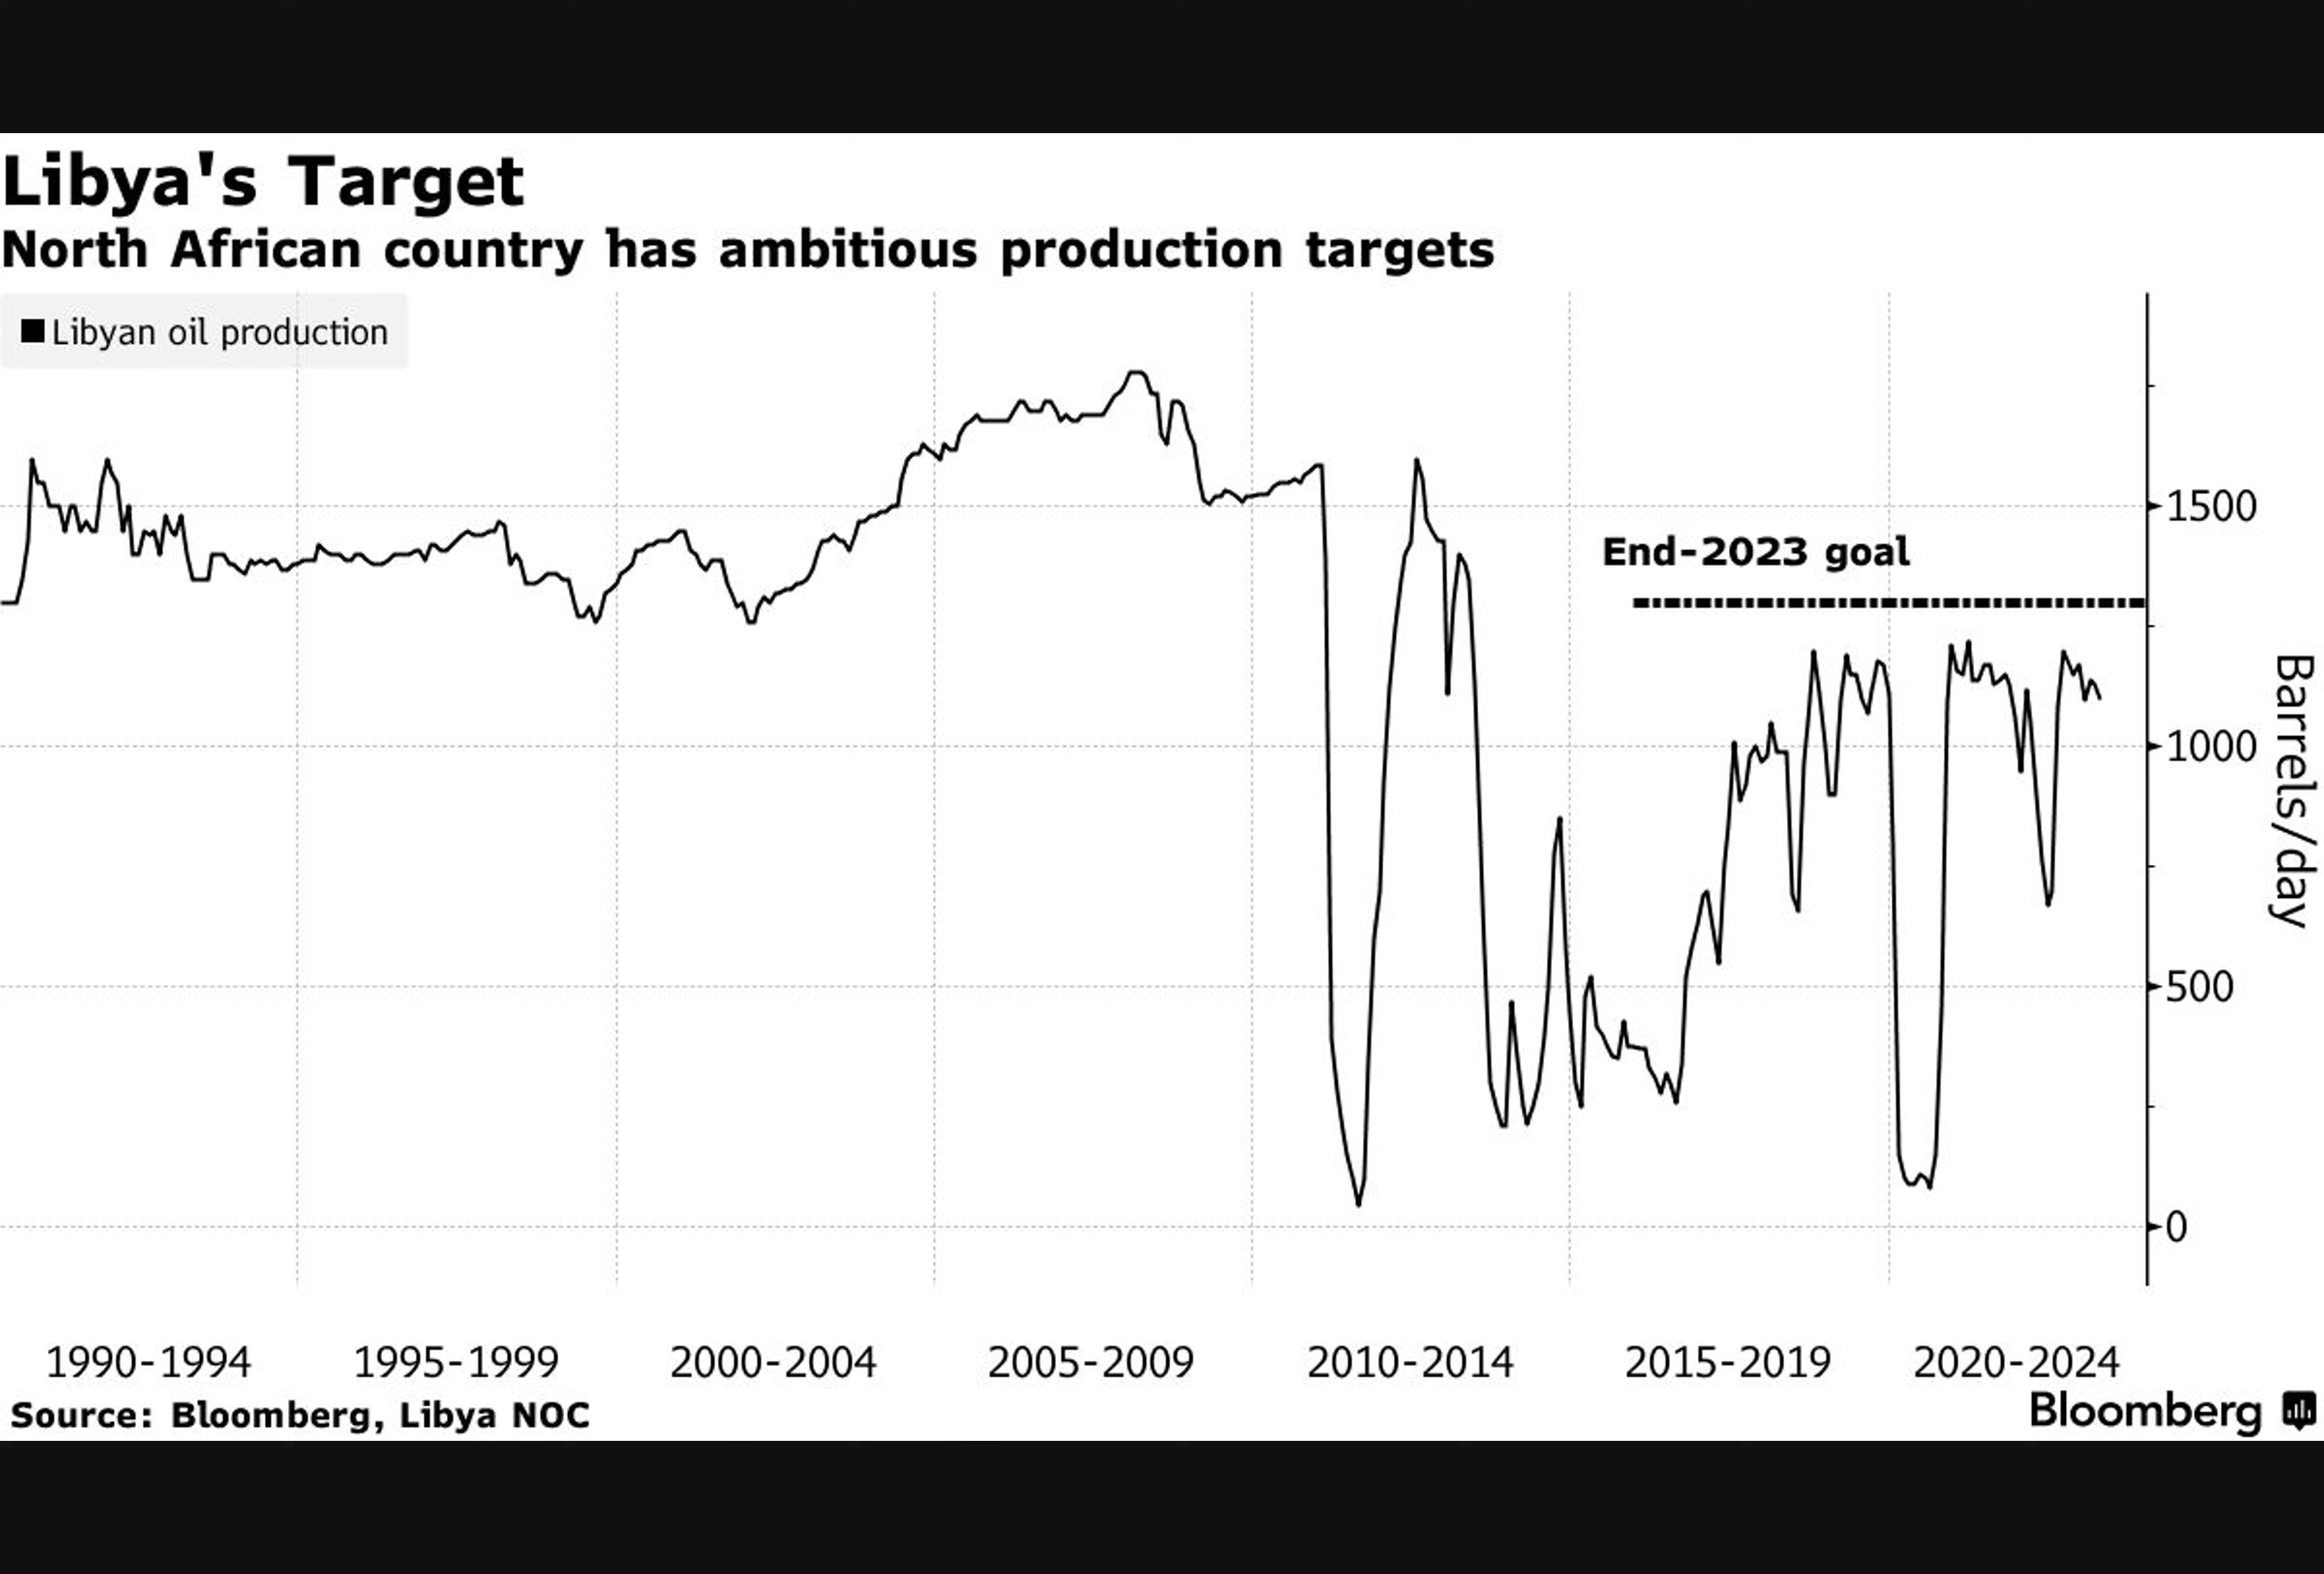 Libya's Target
North African country has ambitious production targets
Libyan oil production
End-2023 goal
1500
1000
500
0
Barrels/day
1990-1994
1995-1999
2000-2004
2005-2009
2010-2014
2015-2019
2020-2024
Source: Bloomberg, Libya NOC
Bloomberg